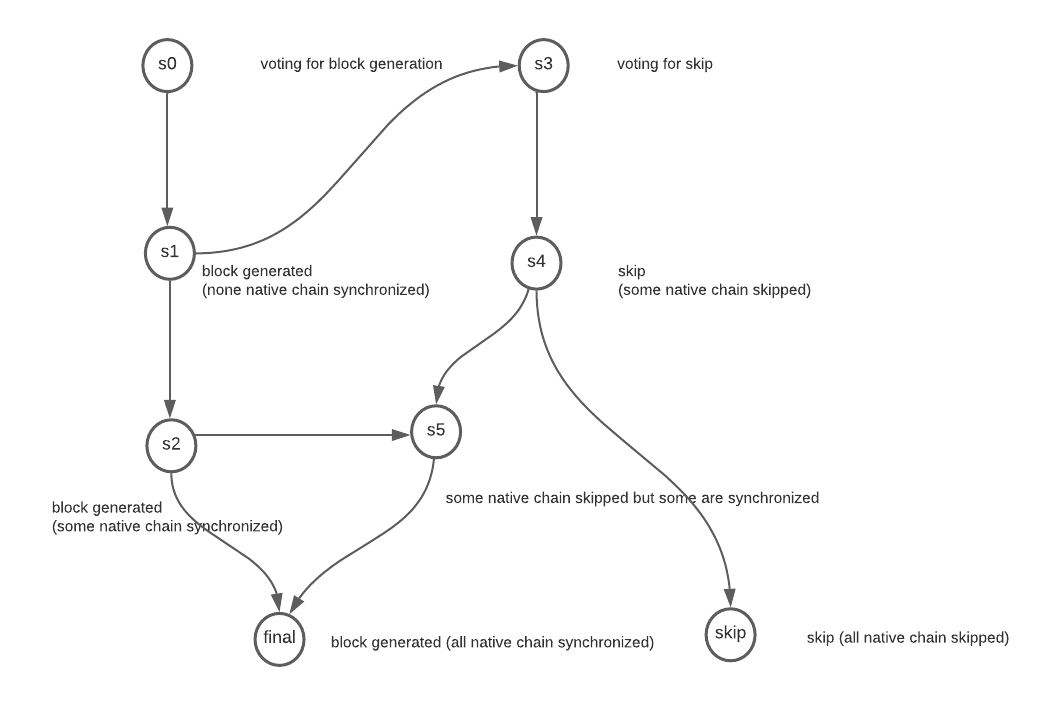 s0
voting for block generation
s3
voting for skip
s1
block generated
(none native chain synchronized)
s4
skip
(some native chain skipped)
s2
s5
block generated
(some native chain synchronized)
some native chain skipped but some are synchronized
final
block generated (all native chain synchronized)
skip
skip (all native chain skipped)